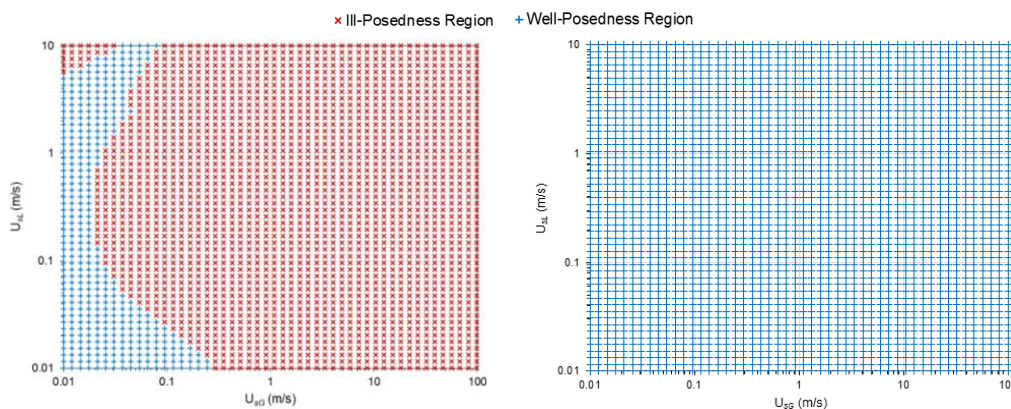 × Ill-Posedness Region + Well-Posedness Region
10
1
0.1
0.01
U_sL (m/s)
0.01 0.1 1 10 100
U_sG (m/s)
10
1
0.1
0.01
U_SL (m/s)
0.01 0.1 1 10 100
U_SG (m/s)